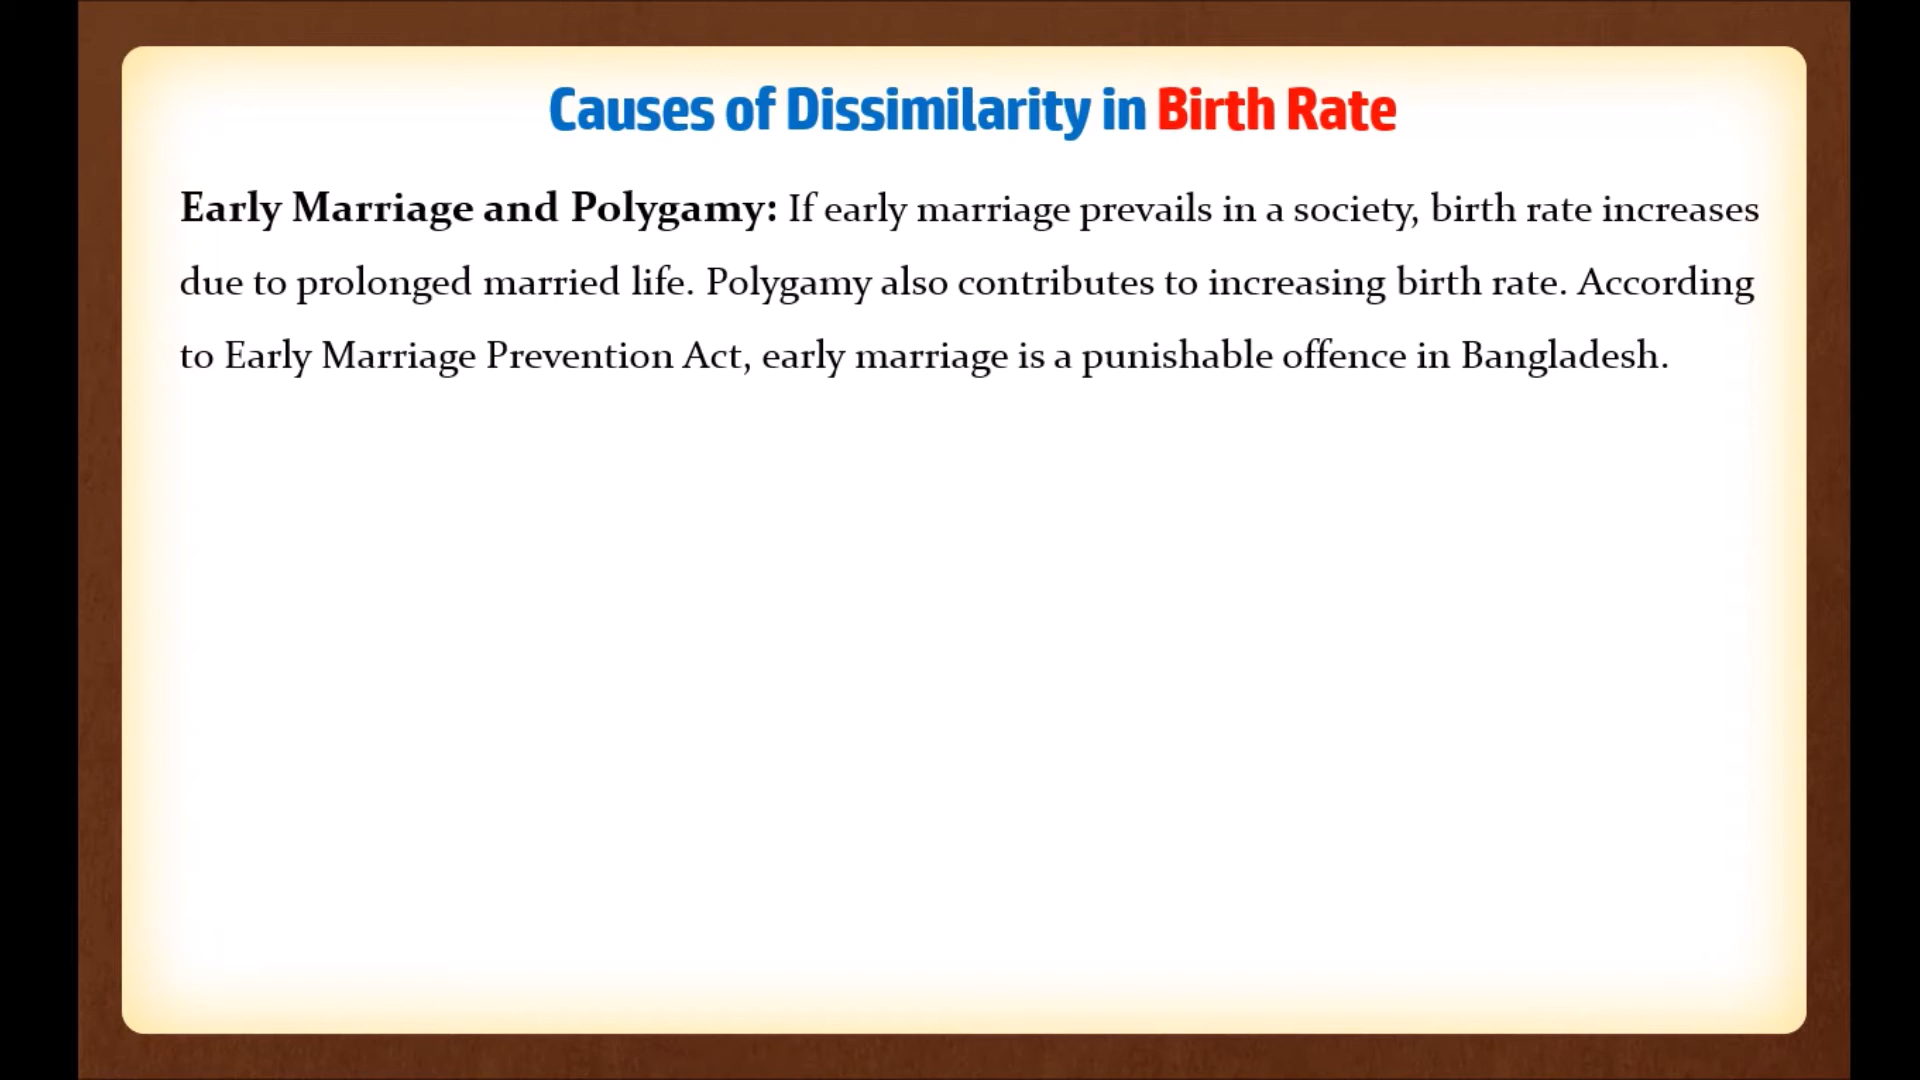 Causes of Dissimilarity in Birth Rate
Early Marriage and Polygamy: If early marriage prevails in a society, birth rate increases
due to prolonged married life. Polygamy also contributes to increasing birth rate. According
to Early Marriage Prevention Act, early marriage is a punishable offence in Bangladesh.